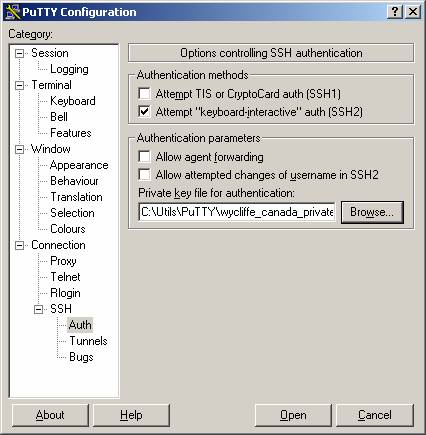 PuTTY Configuration
Category:
Session
Logging
Terminal
Keyboard
Bell
Features
Window
Appearance
Behaviour
Translation
Selection
Colours
Connection
Proxy
Telnet
Rlogin
SSH
Auth
Tunnels
Bugs
Options controlling SSH authentication
Authentication methods
Attempt TIS or CryptoCard auth (SSH1)
Attempt "keyboard-interactive" auth (SSH2)
Authentication parameters
Allow agent forwarding
Allow attempted changes of username in SSH2
Private key file for authentication:
C:\Utils\PuTTY\wycliffe_canada_private
Browse...
About
Help
Open
Cancel